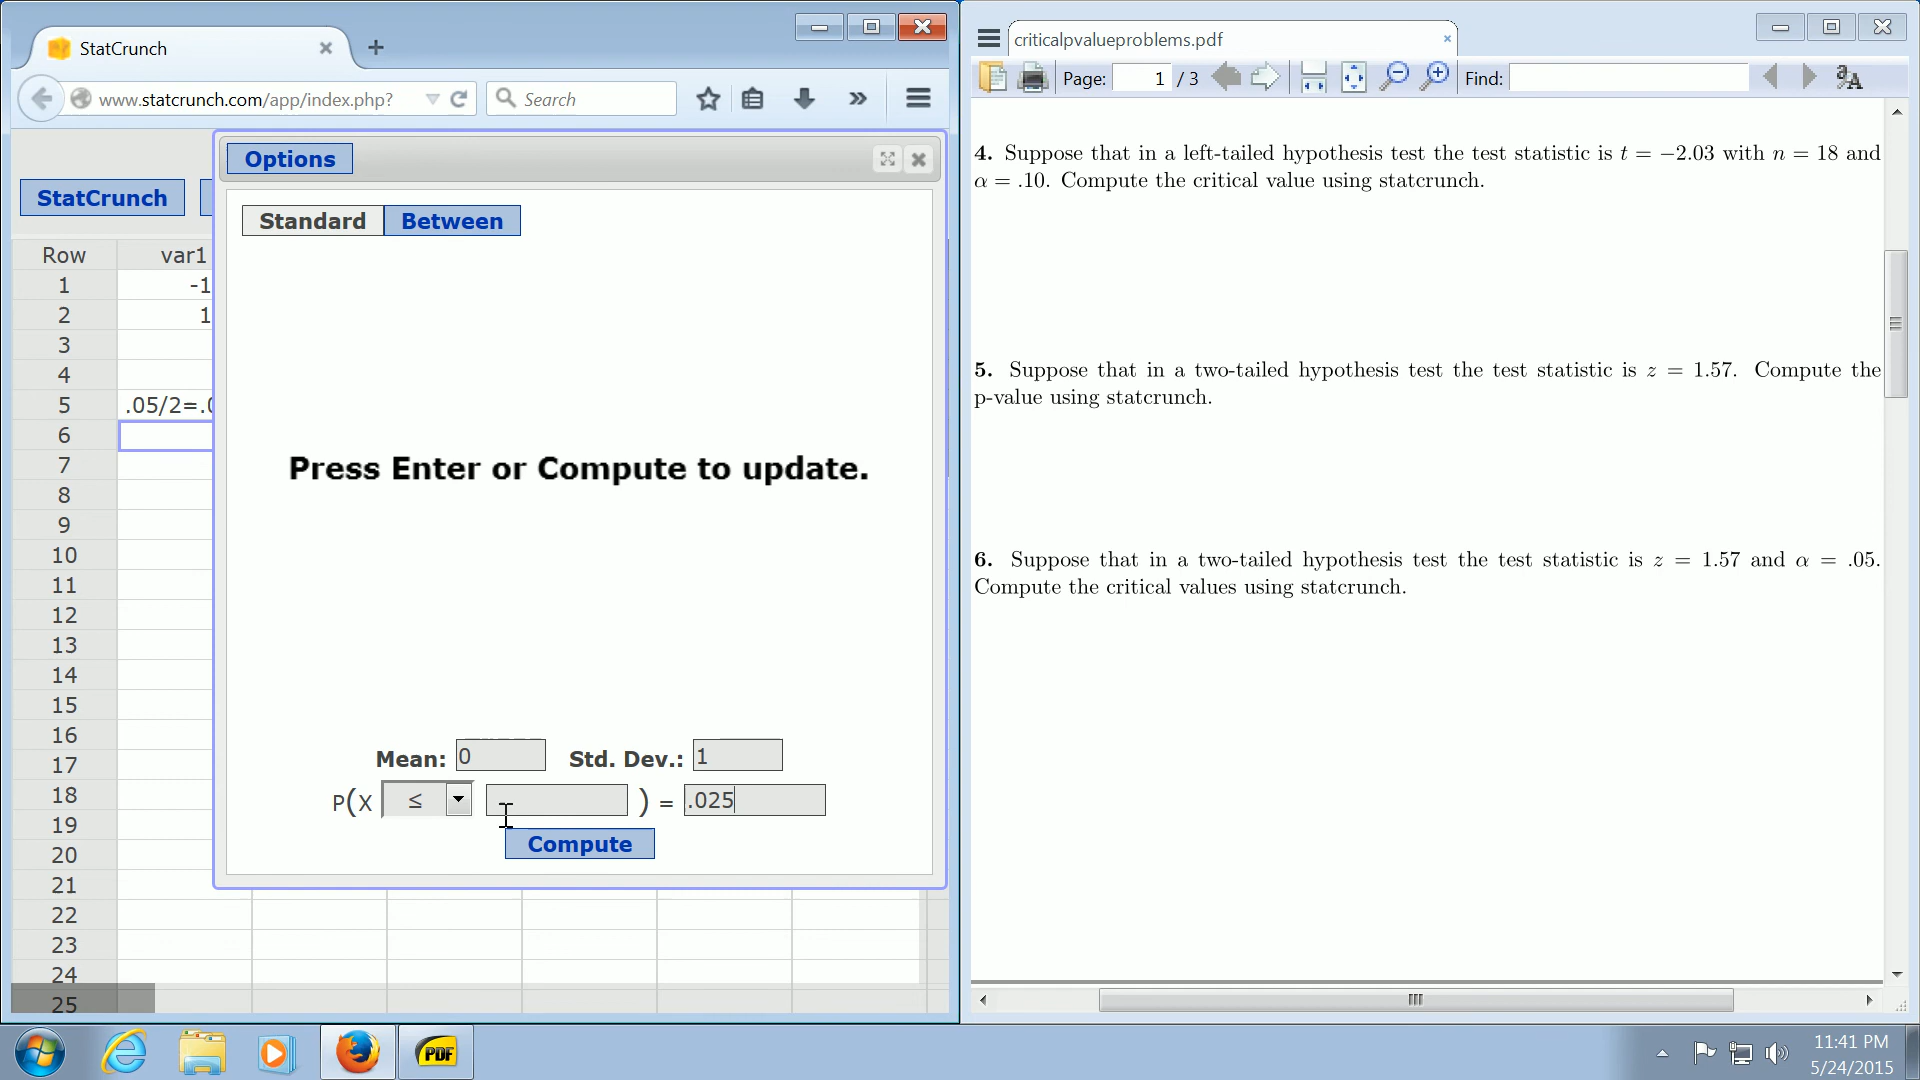 StatCrunch
www.statcrunch.com/app/index.php?
Search
Options
StatCrunch
Standard
Between
Row
var1
1
-1
2
1
3
4
5
.05/2=.0
6
7
8
9
10
11
12
13
14
15
16
17
18
19
20
21
22
23
24
25
Press Enter or Compute to update.
Mean: 0 Std. Dev.: 1
P(X ≤ ) = .025
Compute
criticalpvalueproblems.pdf
Page: 1 / 3
Find:
4. Suppose that in a left-tailed hypothesis test the test statistic is t = −2.03 with n = 18 and
α = .10. Compute the critical value using statcrunch.
5. Suppose that in a two-tailed hypothesis test the test statistic is z = 1.57. Compute the
p-value using statcrunch.
6. Suppose that in a two-tailed hypothesis test the test statistic is z = 1.57 and α = .05.
Compute the critical values using statcrunch.
PDF
11:41 PM
5/24/2015